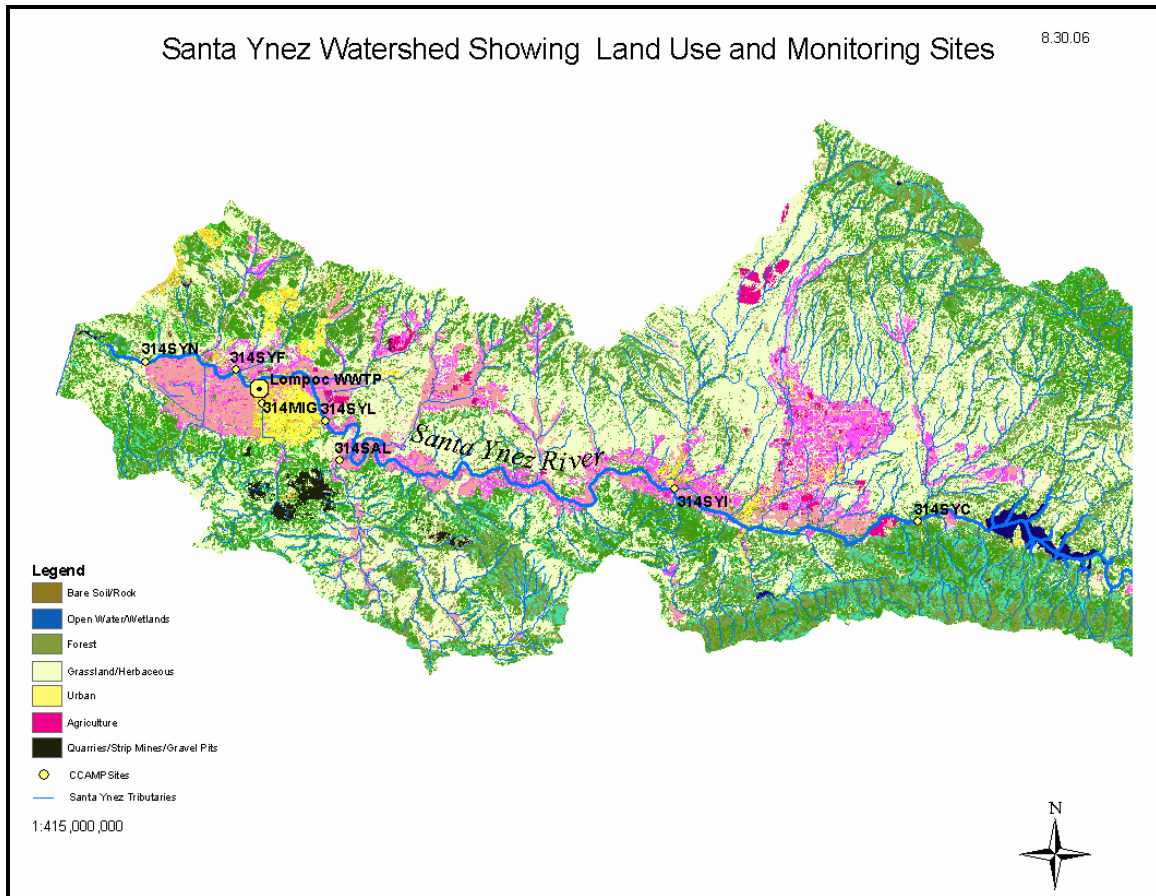 Santa Ynez Watershed Showing Land Use and Monitoring Sites
8.30.06
314SYN
314SYF
Lompoc WWTP
314MIG
314SYL
314SAL
Santa Ynez River
314SYI
314SYC
Legend
Bare Soil/Rock
Open Water/Wetlands
Forest
Grassland/Herbaceous
Urban
Agriculture
Quarries/Strip Mines/Gravel Pits
CCAMPSites
Santa Ynez Tributaries
1:415,000,000
N